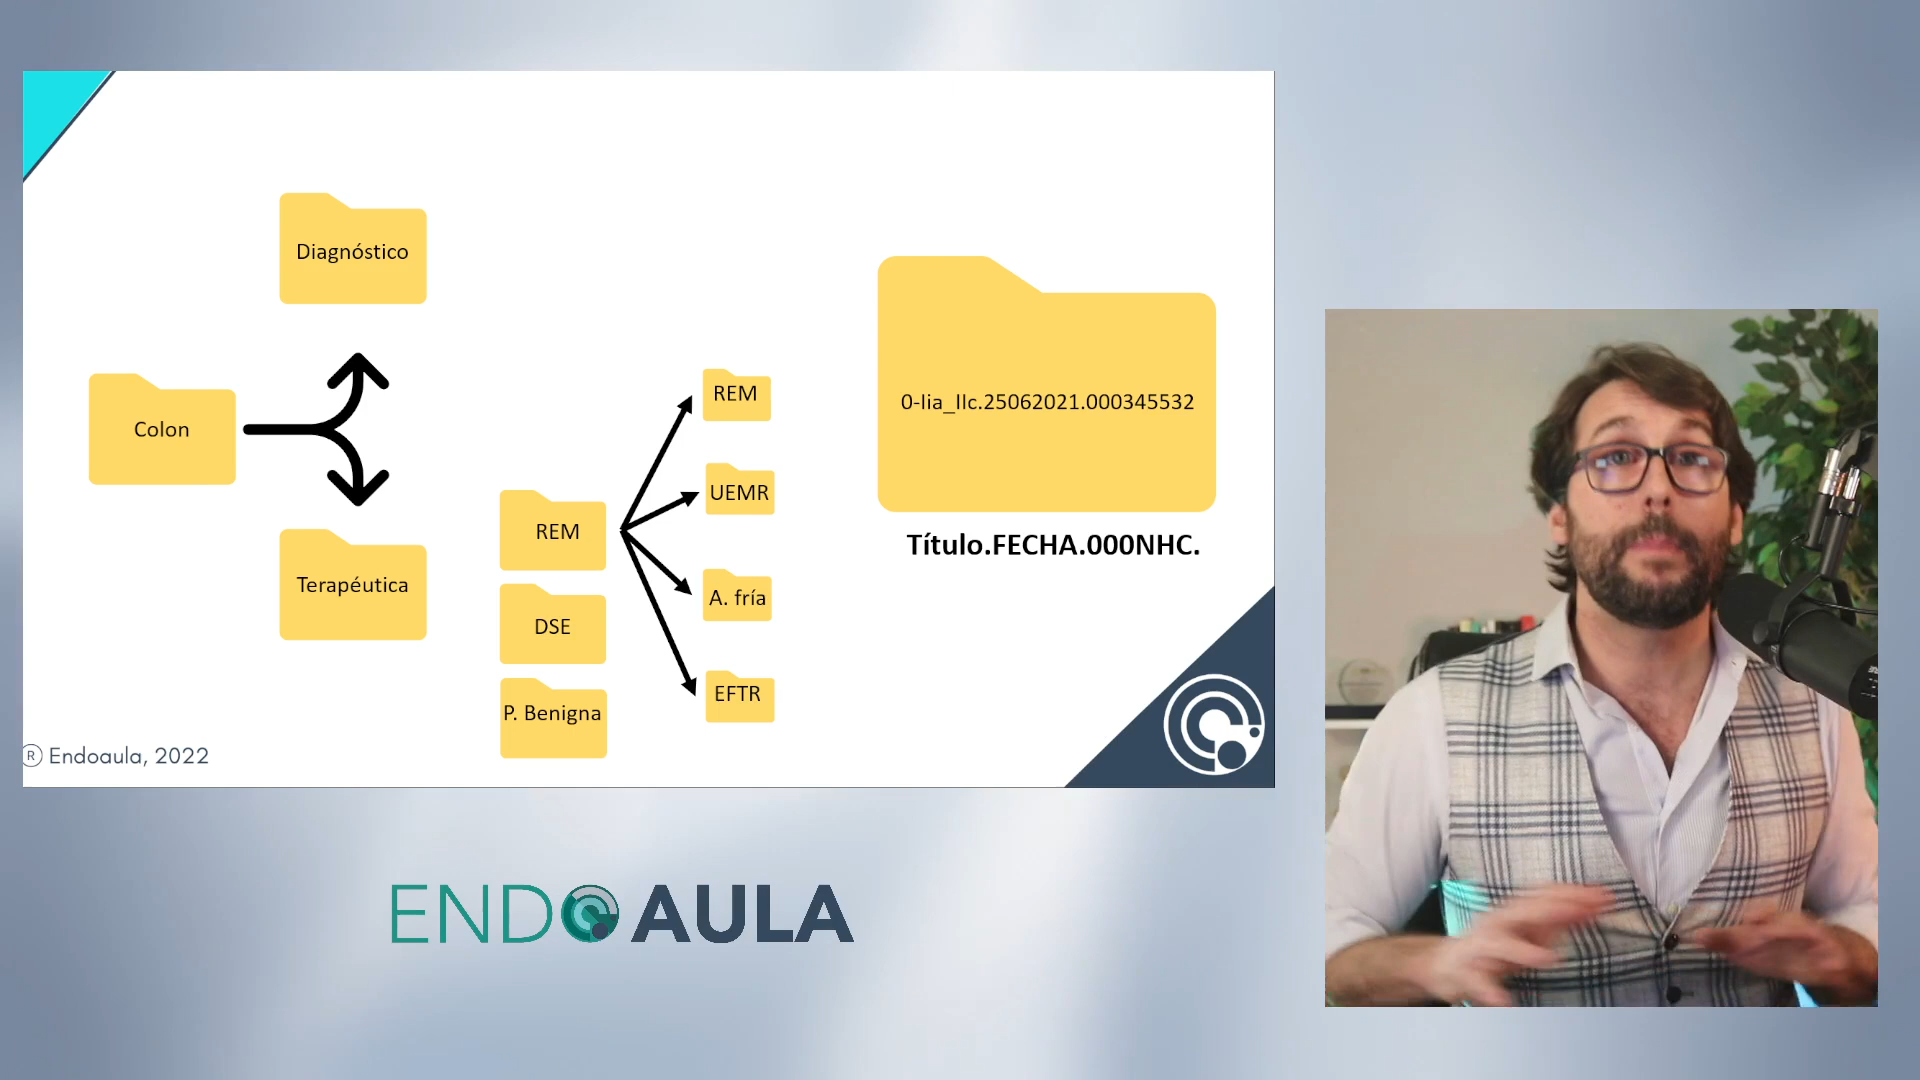 Diagnóstico
Colon
Terapéutica
REM
DSE
P. Benigna
REM
UEMR
A. fría
EFTR
0-lia_llc.25062021.000345532
Título.FECHA.000NHC.
® Endoaula, 2022
ENDOAULA